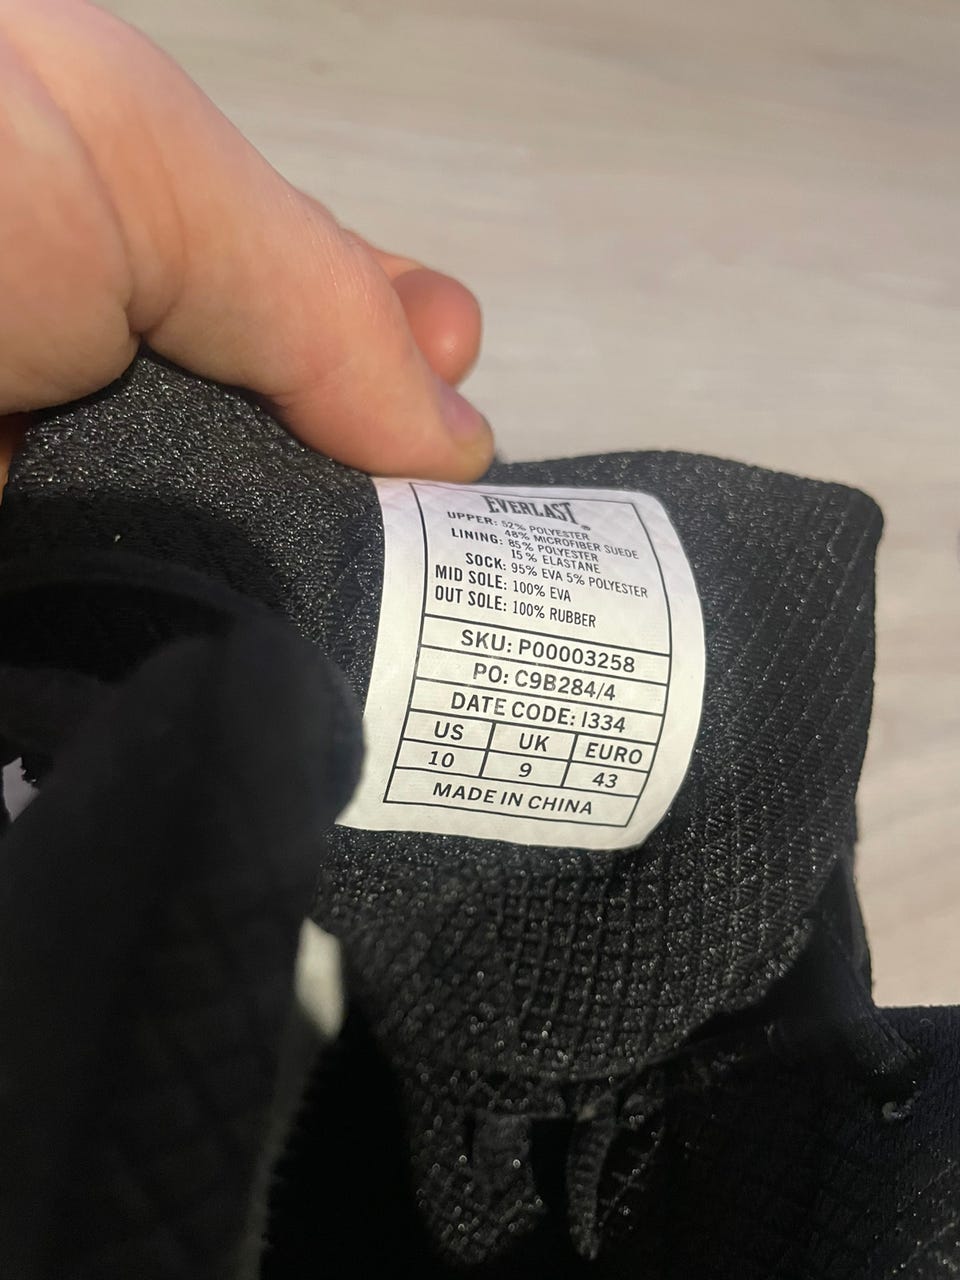 EVERLAST®
UPPER: 52% POLYESTER
48% MICROFIBER SUEDE
LINING: 85% POLYESTER
15% ELASTANE
SOCK: 95% EVA 5% POLYESTER
MID SOLE: 100% EVA
OUT SOLE: 100% RUBBER
SKU: P00003258
PO: C9B284/4
DATE CODE: I334
US UK EURO
10 9 43
MADE IN CHINA